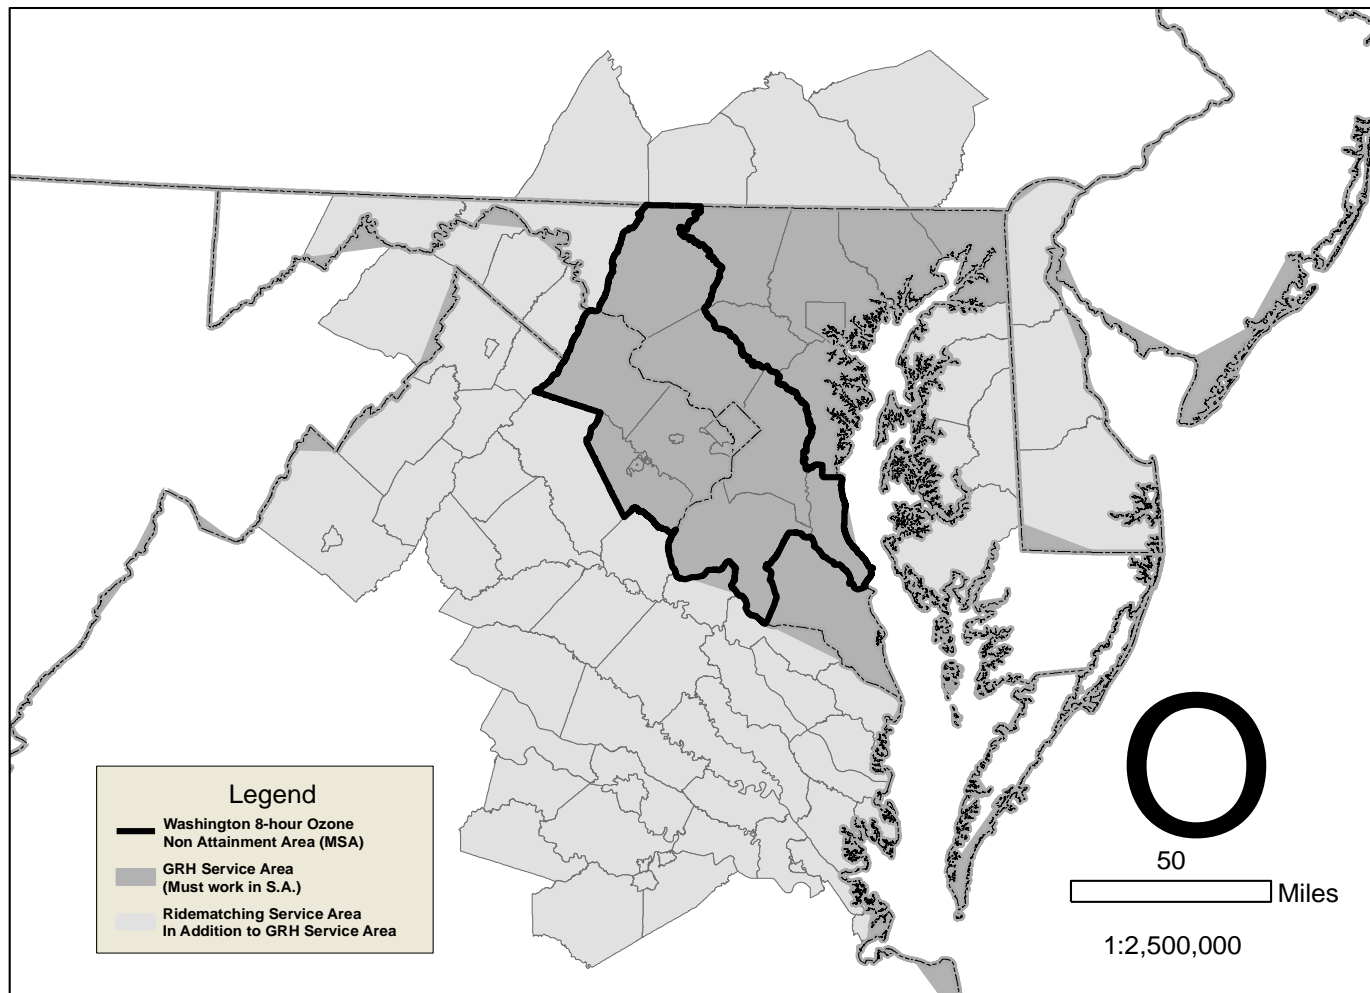 Legend
Washington 8-hour Ozone
Non Attainment Area (MSA)
GRH Service Area
(Must work in S.A.)
Ridematching Service Area
In Addition to GRH Service Area
O
50
Miles
1:2,500,000